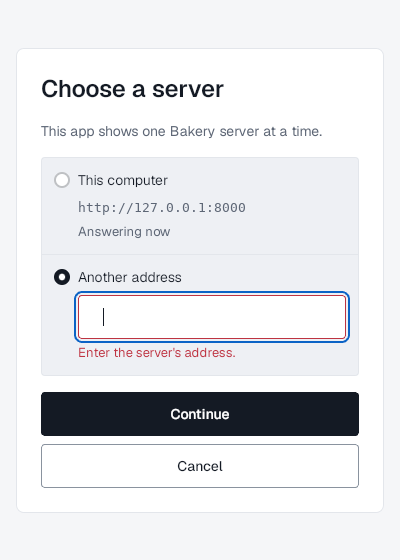 Choose a server
This app shows one Bakery server at a time.
This computer
http://127.0.0.1:8000
Answering now
Another address
Enter the server's address.
Continue
Cancel